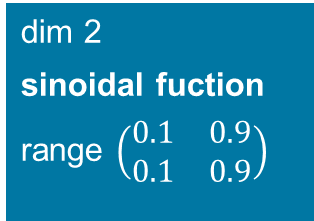 dim 2
sinoidal fuction
range (0.1 0.9
0.1 0.9)